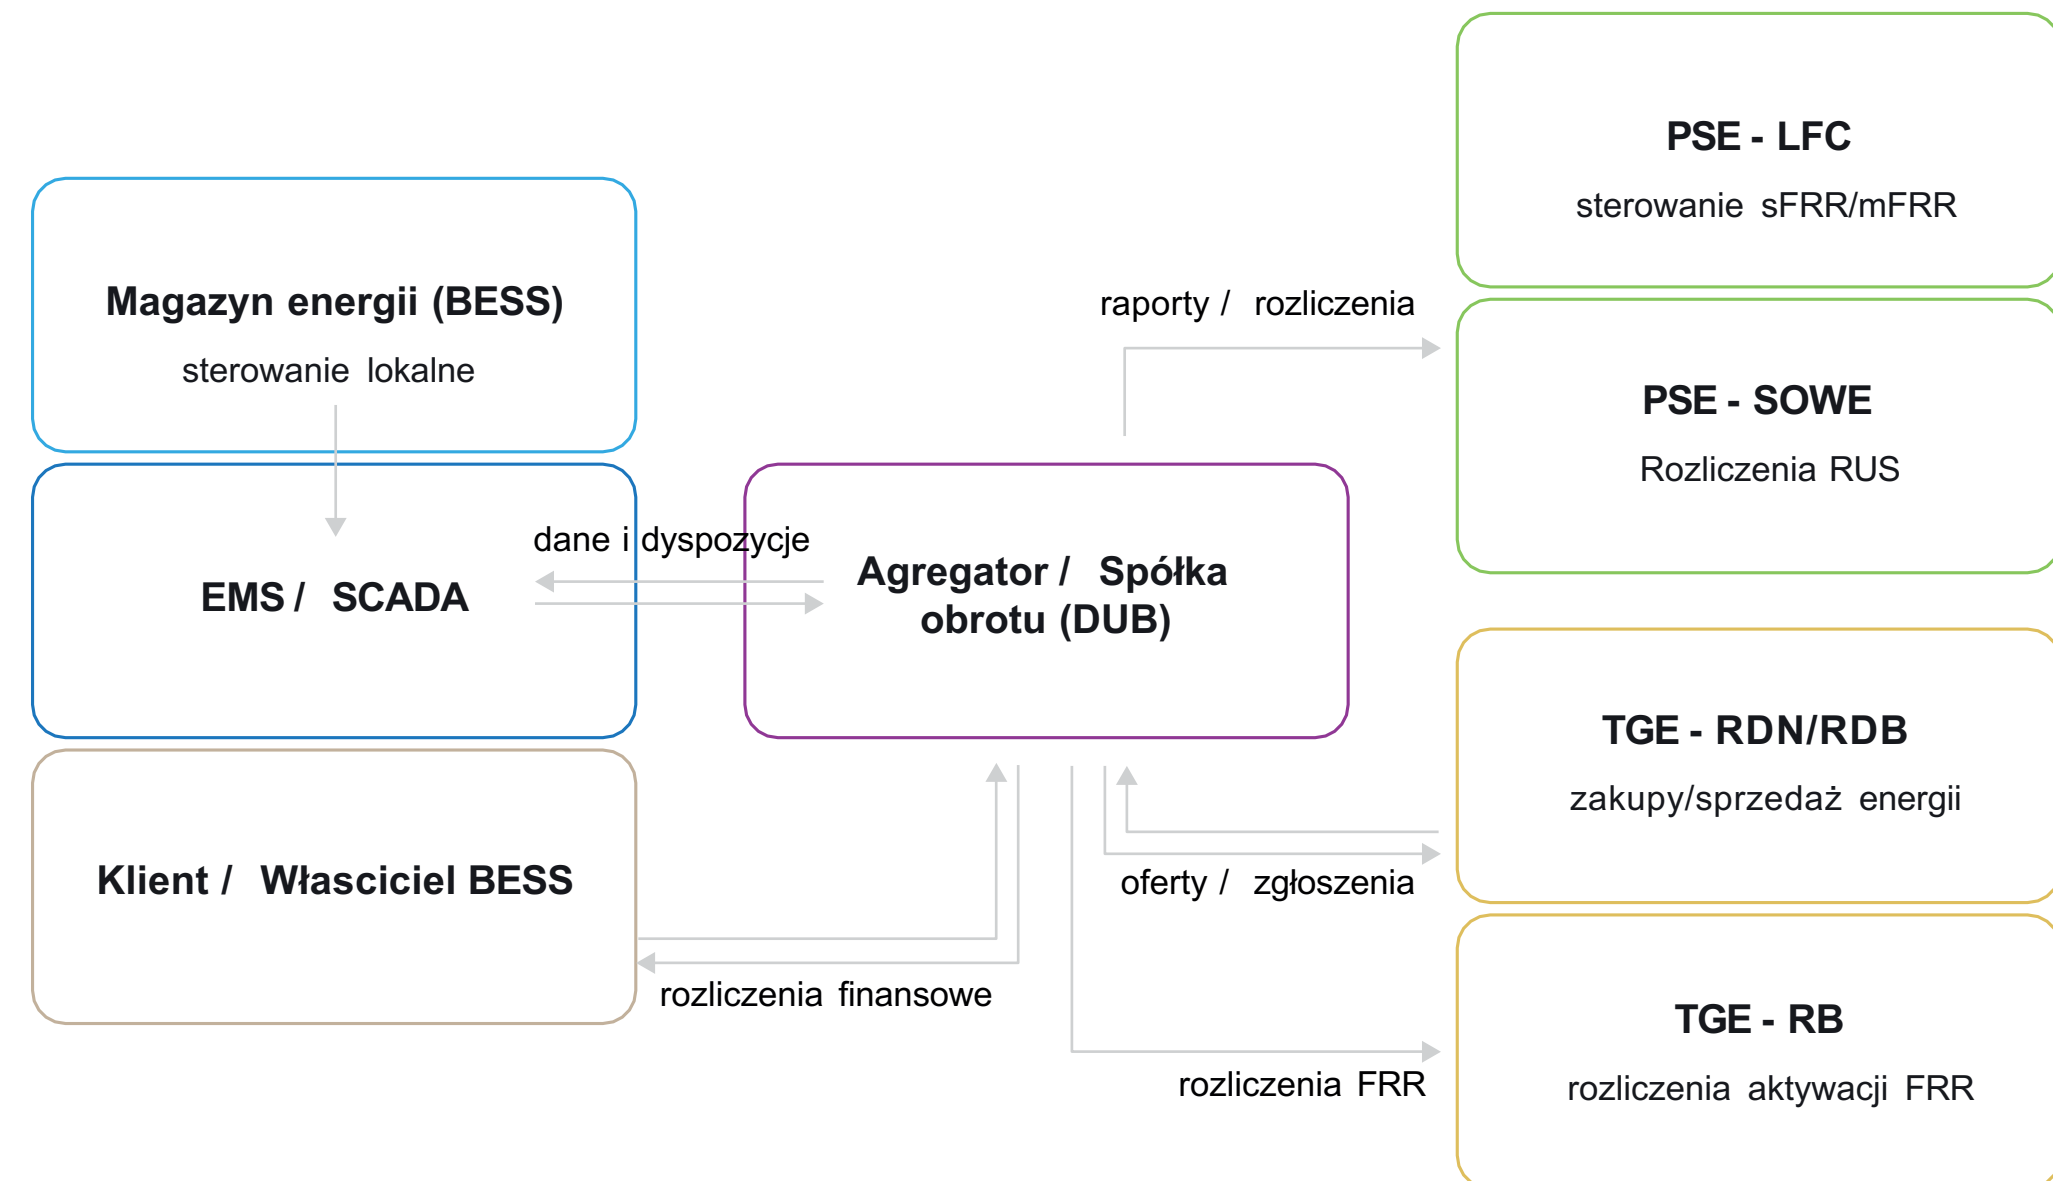 PSE - LFC
sterowanie sFRR/mFRR
Magazyn energii (BESS)
sterowanie lokalne
raporty / rozliczenia
PSE - SOWE
Rozliczenia RUS
dane i dyspozycje
EMS / SCADA
Agregator / Spółka
obrotu (DUB)
TGE - RDN/RDB
zakupy/sprzedaż energii
Klient / Własciciel BESS
oferty / zgłoszenia
rozliczenia finansowe
TGE - RB
rozliczenia aktywacji FRR
rozliczenia FRR